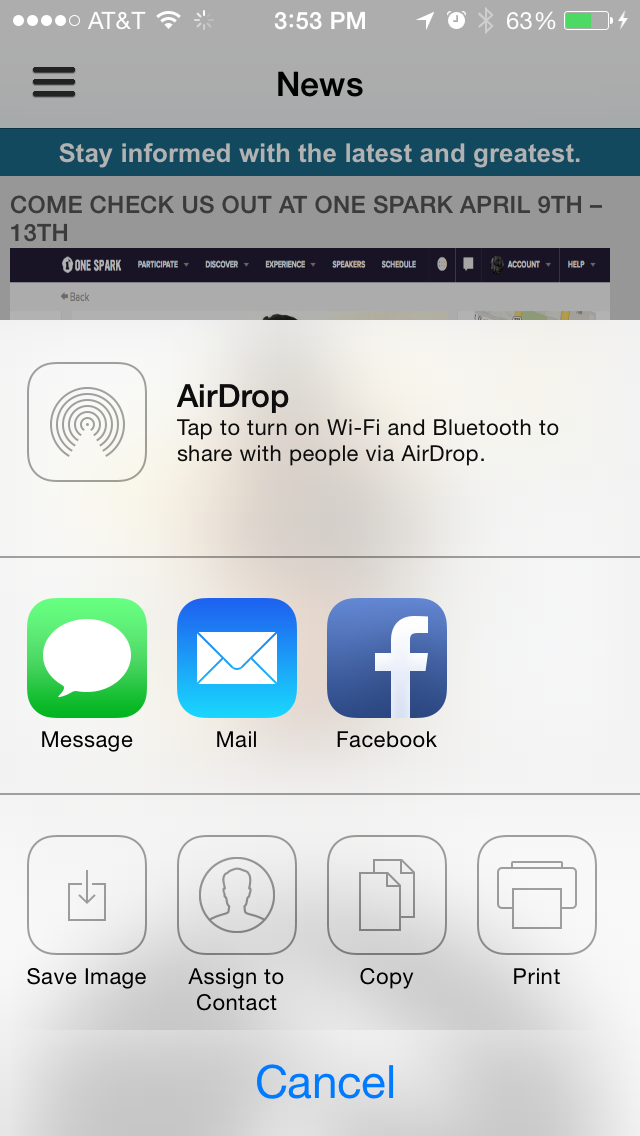 AT&T 3:53 PM 63%
News
Stay informed with the latest and greatest.
COME CHECK US OUT AT ONE SPARK APRIL 9TH –
13TH
ONE SPARK PARTICIPATE DISCOVER EXPERIENCE SPEAKERS SCHEDULE ACCOUNT HELP
Back
AirDrop
Tap to turn on Wi-Fi and Bluetooth to
share with people via AirDrop.
Message Mail Facebook
Save Image Assign to Copy Print
Contact
Cancel